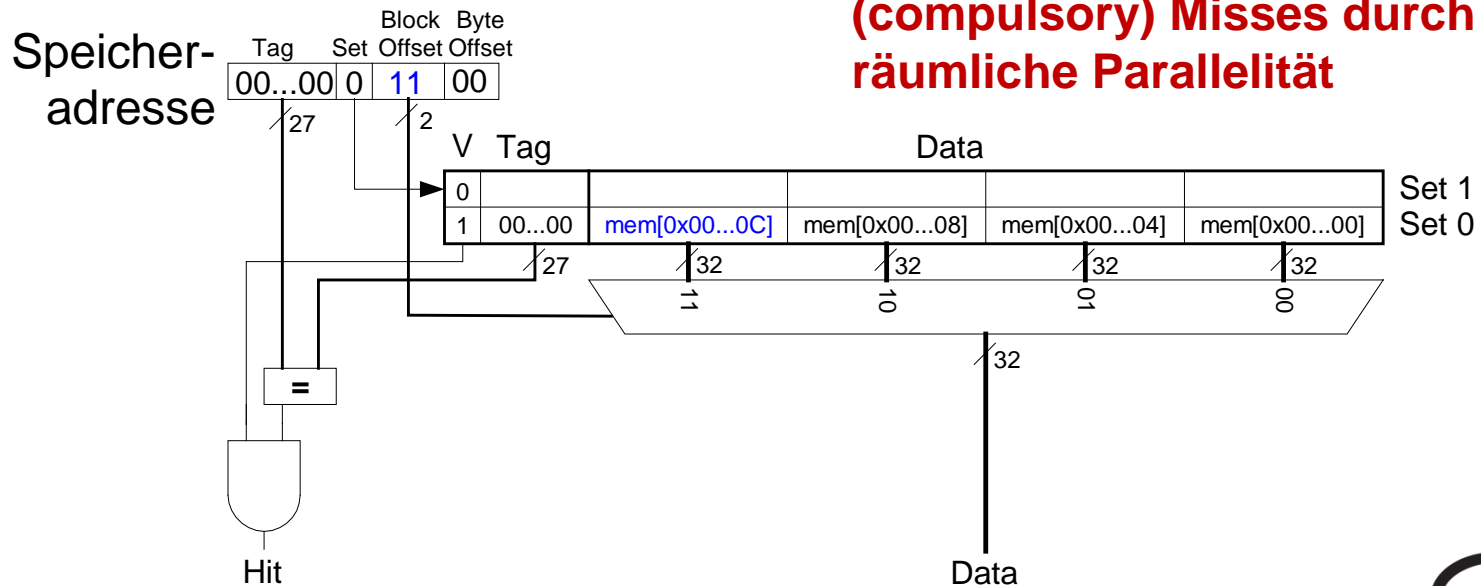 (compulsory) Misses durch
räumliche Parallelität
Speicher-
adresse
Tag Set Block Offset Byte Offset
00...00 0 11 00
27 2
V Tag Data
0 Set 1
1 00...00 mem[0x00...0C] mem[0x00...08] mem[0x00...04] mem[0x00...00] Set 0
27 32 32 32 32
11 10 01 00
32
=
Hit Data